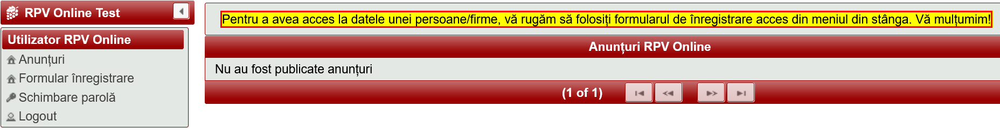 RPV Online Test
Utilizator RPV Online
Anunțuri
Formular înregistrare
Schimbare parolă
Logout
Pentru a avea acces la datele unei persoane/firme, vă rugăm să folosiți formularul de înregistrare acces din meniul din stânga. Vă mulțumim!
Anunțuri RPV Online
Nu au fost publicate anunțuri
(1 of 1)